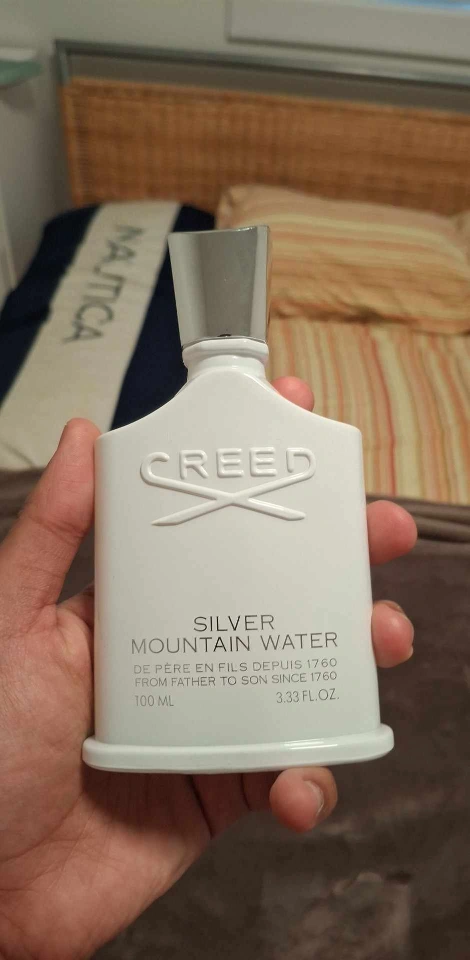 NAUTICA
CREED
SILVER
MOUNTAIN WATER
DE PÈRE EN FILS DEPUIS 1760
FROM FATHER TO SON SINCE 1760
100 ML 3.33 FL.OZ.